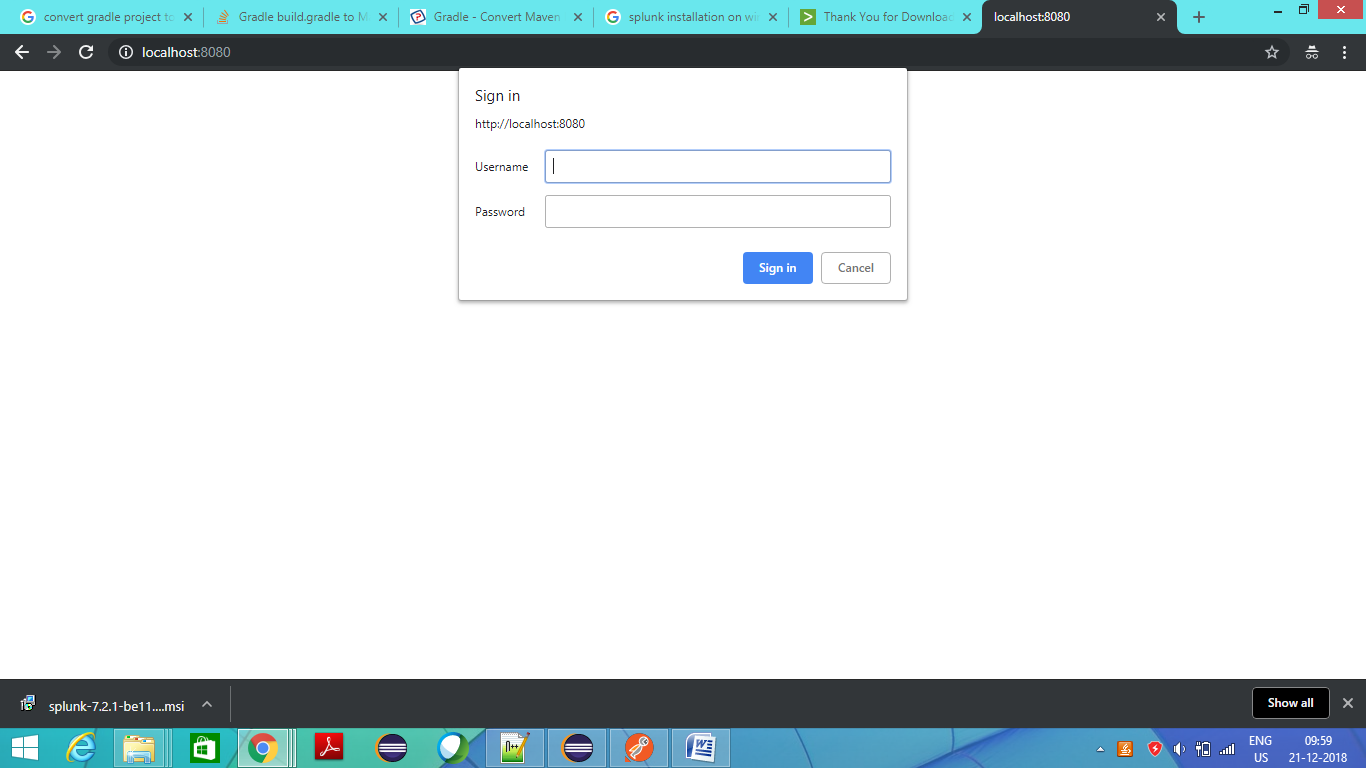 convert gradle project to
Gradle build.gradle to M
Gradle - Convert Maven
splunk installation on wi
Thank You for Downloa
localhost:8080
localhost:8080
Sign in
http://localhost:8080
Username
Password
Sign in
Cancel
splunk-7.2.1-be11....msi
Show all
ENG
US
09:59
21-12-2018